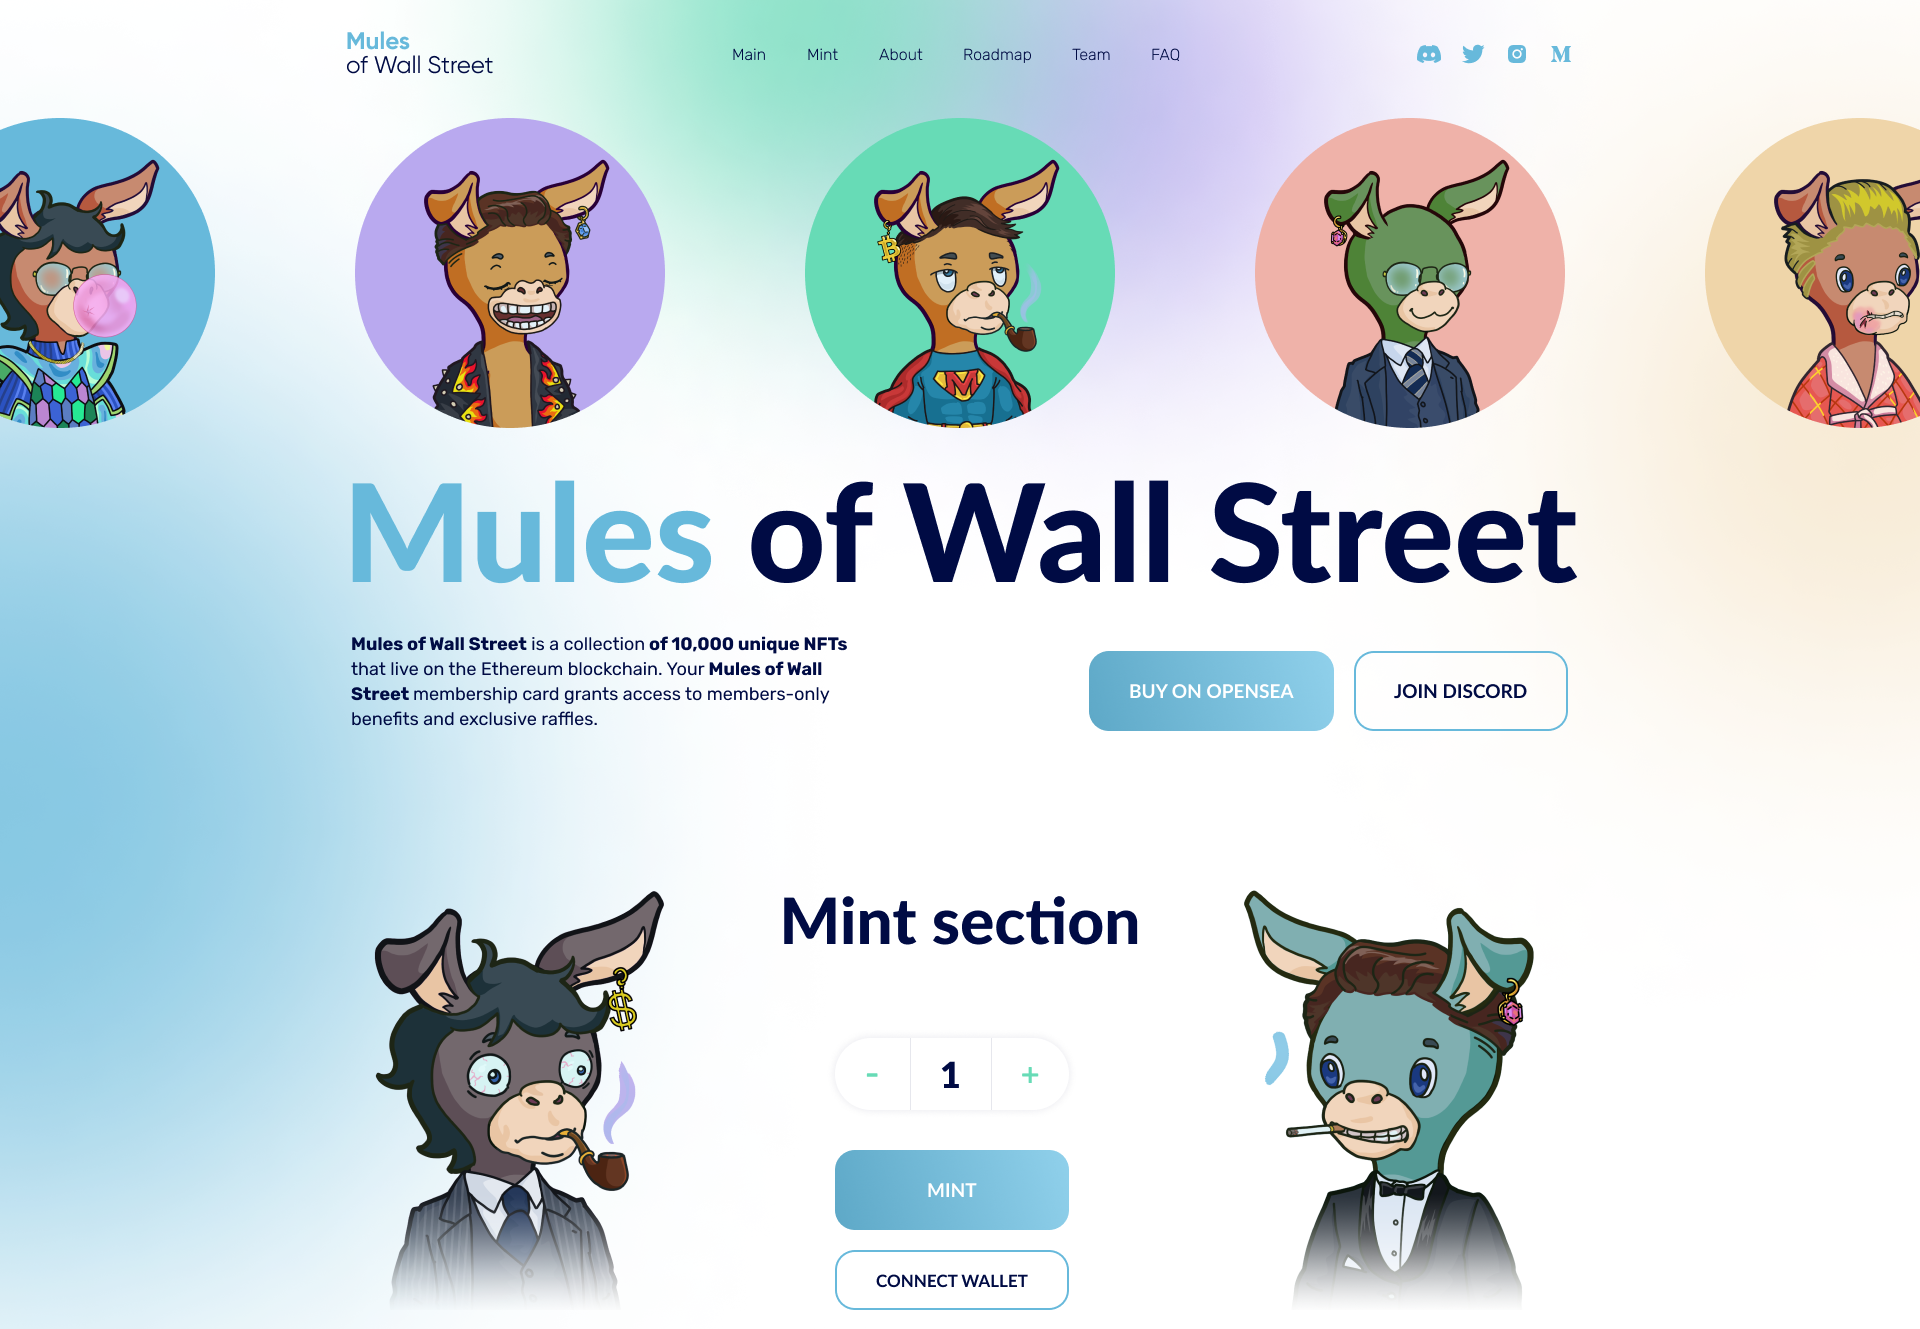 Mules
of Wall Street
Main
Mint
About
Roadmap
Team
FAQ
M
M
Mules of Wall Street
Mules of Wall Street is a collection of 10,000 unique NFTs
that live on the Ethereum blockchain. Your Mules of Wall
Street membership card grants access to members-only
benefits and exclusive raffles.
BUY ON OPENSEA
JOIN DISCORD
Mint section
$
- 1 +
MINT
CONNECT WALLET